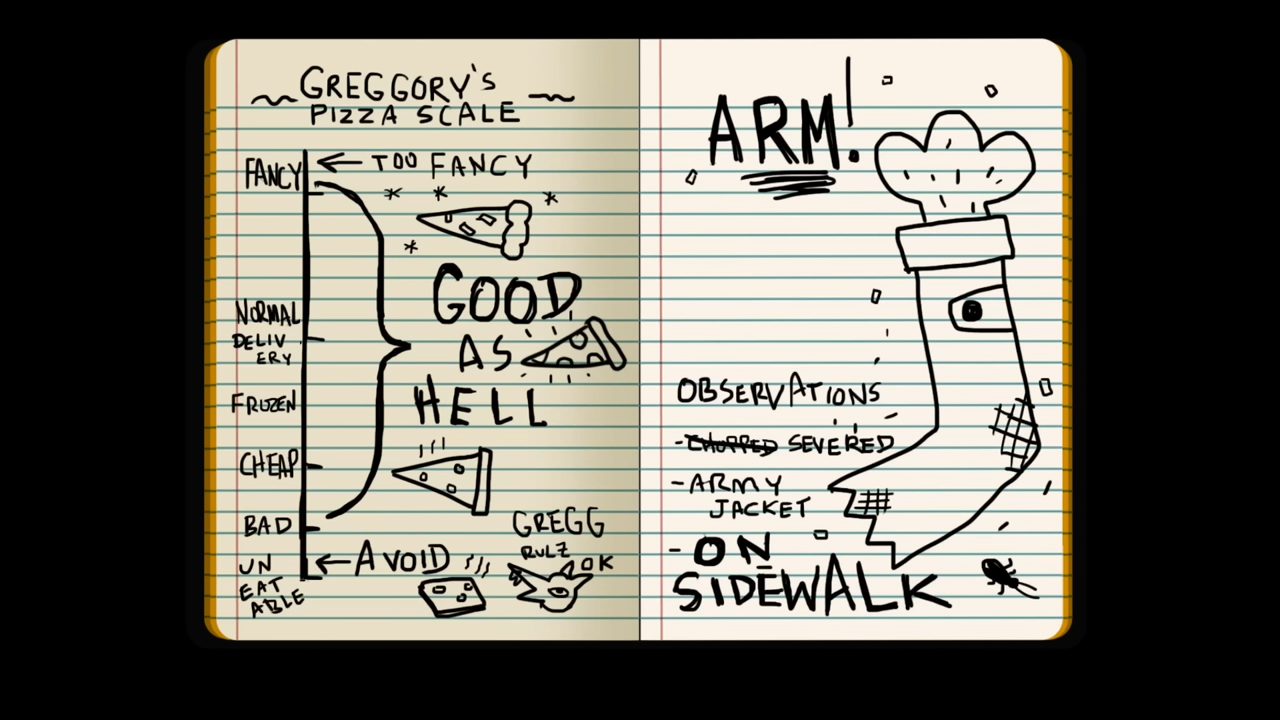 GREGGORY'S
PIZZA SCALE
FANCY
← TOO FANCY
GOOD
AS
HELL
NORMAL
DELIV
ERY
FROZEN
CHEAP
BAD
UN
EAT
ABLE
← AVOID
GREGG
RULZ
OK
ARM!
OBSERVATIONS
- CHOPPED SEVERED
- ARMY
JACKET
- ON
SIDEWALK